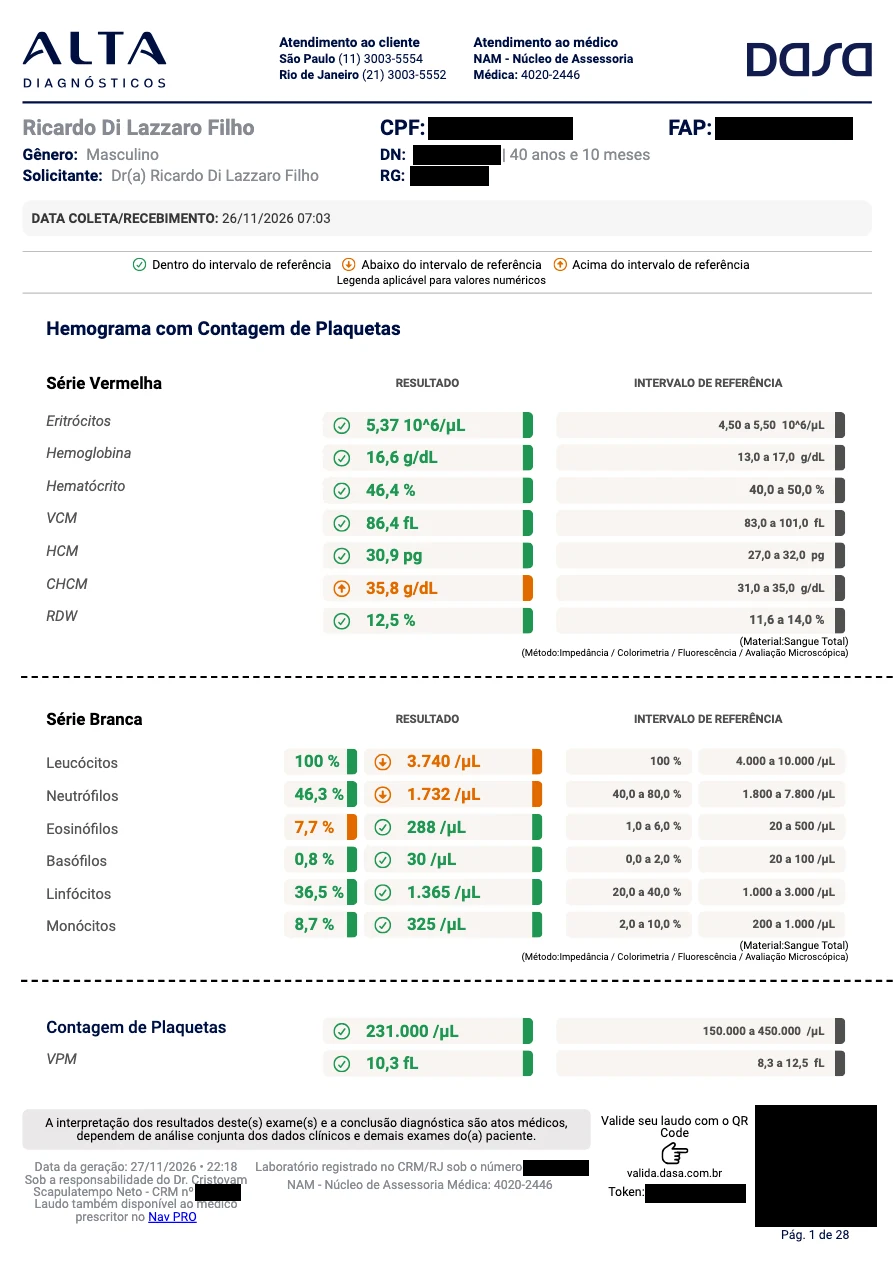 ALTA
DIAGNÓSTICOS
Atendimento ao cliente
São Paulo (11) 3003-5554
Rio de Janeiro (21) 3003-5552
Atendimento ao médico
NAM - Núcleo de Assessoria
Médica: 4020-2446
DASA
Ricardo Di Lazzaro Filho
CPF:
FAP:
Gênero: Masculino
DN: | 40 anos e 10 meses
Solicitante: Dr(a) Ricardo Di Lazzaro Filho
RG:
DATA COLETA/RECEBIMENTO: 26/11/2026 07:03
Dentro do intervalo de referência Abaixo do intervalo de referência Acima do intervalo de referência
Legenda aplicável para valores numéricos
Hemograma com Contagem de Plaquetas
Série Vermelha RESULTADO INTERVALO DE REFERÊNCIA
Eritrócitos 5,37 10^6/µL 4,50 a 5,50 10^6/µL
Hemoglobina 16,6 g/dL 13,0 a 17,0 g/dL
Hematócrito 46,4 % 40,0 a 50,0 %
VCM 86,4 fL 83,0 a 101,0 fL
HCM 30,9 pg 27,0 a 32,0 pg
CHCM 35,8 g/dL 31,0 a 35,0 g/dL
RDW 12,5 % 11,6 a 14,0 %
(Material:Sangue Total)
(Método:Impedância / Colorimetria / Fluorescência / Avaliação Microscópica)
Série Branca RESULTADO INTERVALO DE REFERÊNCIA
Leucócitos 100 % 3.740 /µL 100 % 4.000 a 10.000 /µL
Neutrófilos 46,3 % 1.732 /µL 40,0 a 80,0 % 1.800 a 7.800 /µL
Eosinófilos 7,7 % 288 /µL 1,0 a 6,0 % 20 a 500 /µL
Basófilos 0,8 % 30 /µL 0,0 a 2,0 % 20 a 100 /µL
Linfócitos 36,5 % 1.365 /µL 20,0 a 40,0 % 1.000 a 3.000 /µL
Monócitos 8,7 % 325 /µL 2,0 a 10,0 % 200 a 1.000 /µL
(Material:Sangue Total)
(Método:Impedância / Colorimetria / Fluorescência / Avaliação Microscópica)
Contagem de Plaquetas 231.000 /µL 150.000 a 450.000 /µL
VPM 10,3 fL 8,3 a 12,5 fL
A interpretação dos resultados deste(s) exame(s) e a conclusão diagnóstica são atos médicos,
dependem de análise conjunta dos dados clínicos e demais exames do(a) paciente.
Data da geração: 27/11/2026 • 22:18
Sob a responsabilidade do Dr. Cristovam
Scapulatempo Neto - CRM nº
Laudo também disponível ao médico
prescritor no Nav PRO
Laboratório registrado no CRM/RJ sob o número
NAM - Núcleo de Assessoria Médica: 4020-2446
Valide seu laudo com o QR
Code
valida.dasa.com.br
Token:
Pág. 1 de 28